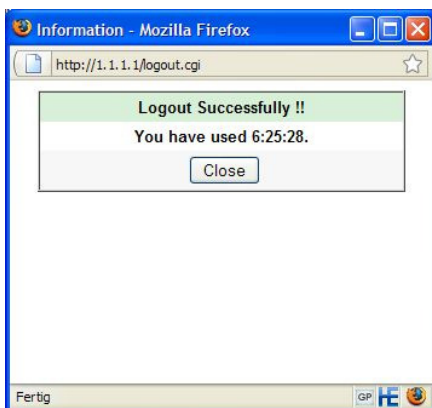 Information - Mozilla Firefox
http://1.1.1.1/logout.cgi
Logout Successfully !!
You have used 6:25:28.
Close
Fertig
GP HE